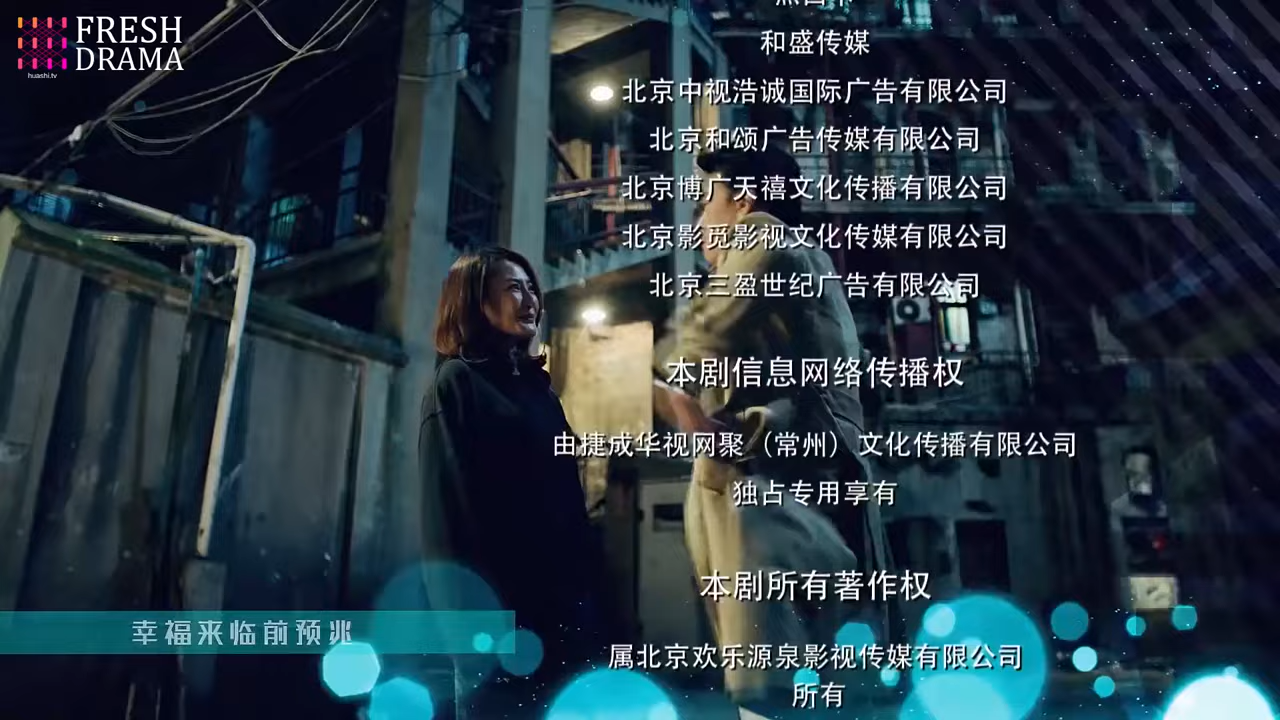 FRESH
DRAMA
huashi.tv
和盛传媒
北京中视浩诚国际广告有限公司
北京和颂广告传媒有限公司
北京博广天禧文化传播有限公司
北京影觅影视文化传媒有限公司
北京三盈世纪广告有限公司
本剧信息网络传播权
由捷成华视网聚（常州）文化传播有限公司
独占专用享有
本剧所有著作权
幸福来临前预兆
属北京欢乐源泉影视传媒有限公司
所有